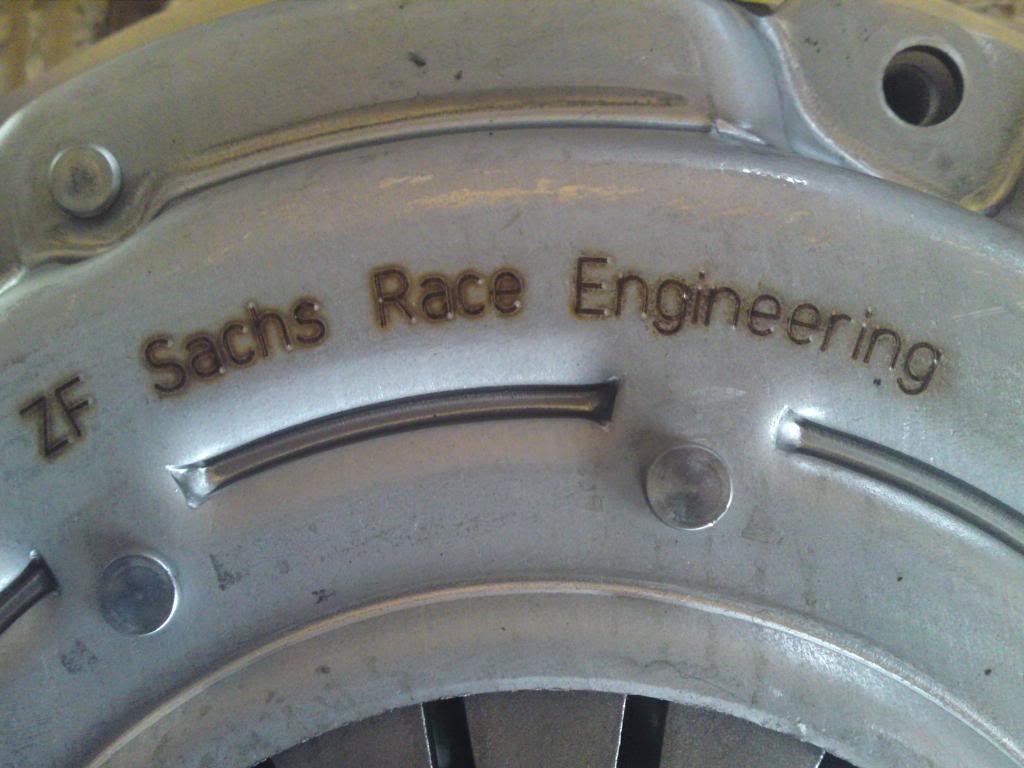 ZF Sachs Race Engineering